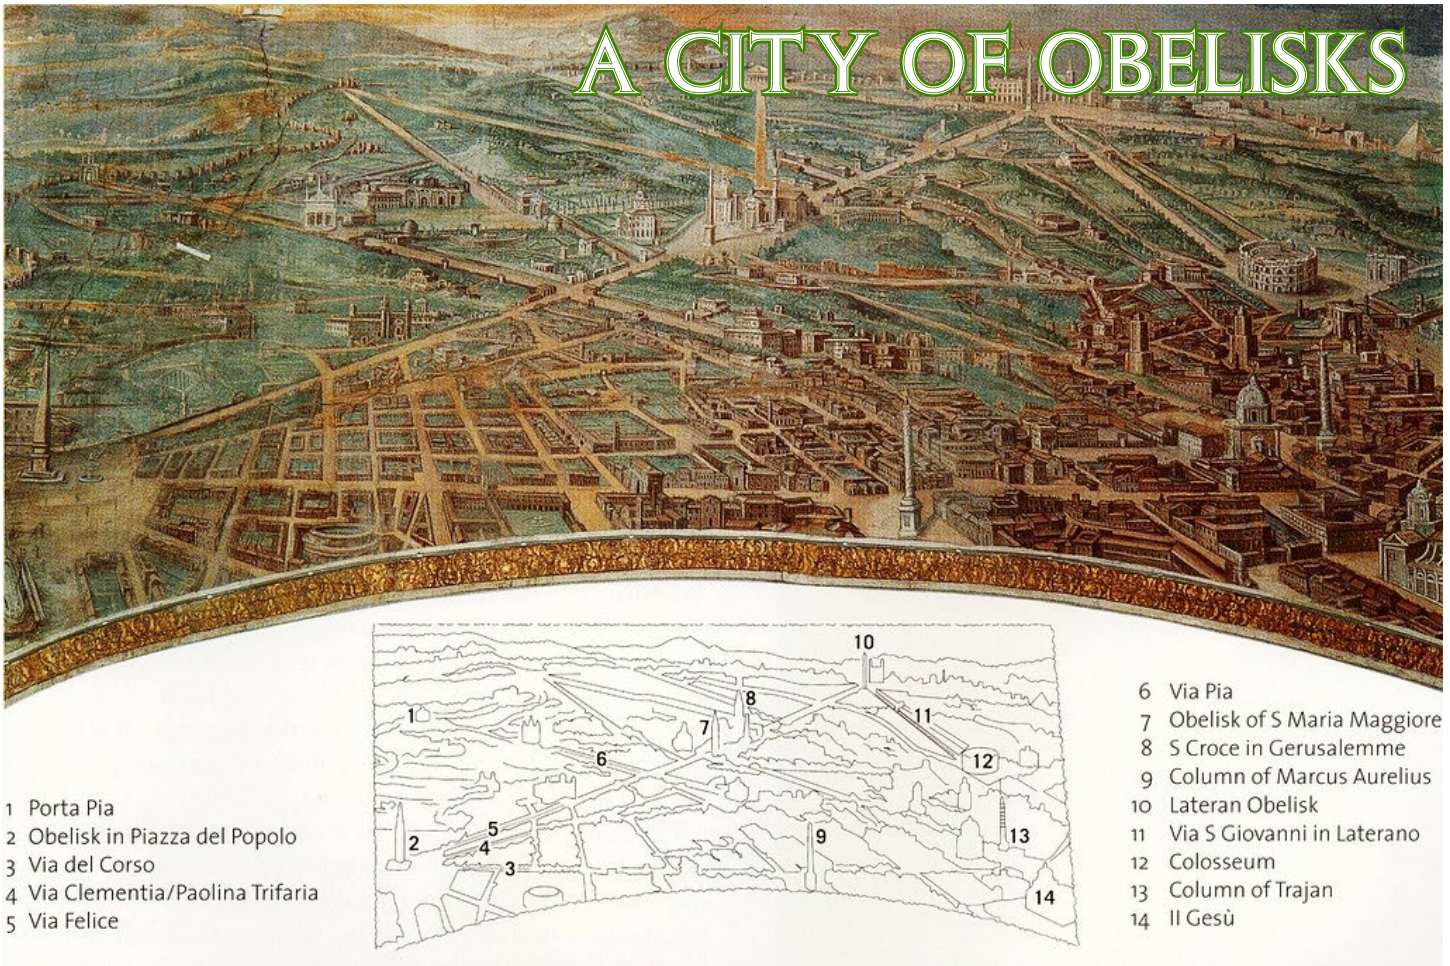 A CITY OF OBELISKS
10
8
1
7
11
6
12
5
2
4
9
13
3
14
1 Porta Pia
2 Obelisk in Piazza del Popolo
3 Via del Corso
4 Via Clementia/Paolina Trifaria
5 Via Felice
6 Via Pia
7 Obelisk of S Maria Maggiore
8 S Croce in Gerusalemme
9 Column of Marcus Aurelius
10 Lateran Obelisk
11 Via S Giovanni in Laterano
12 Colosseum
13 Column of Trajan
14 Il Gesù